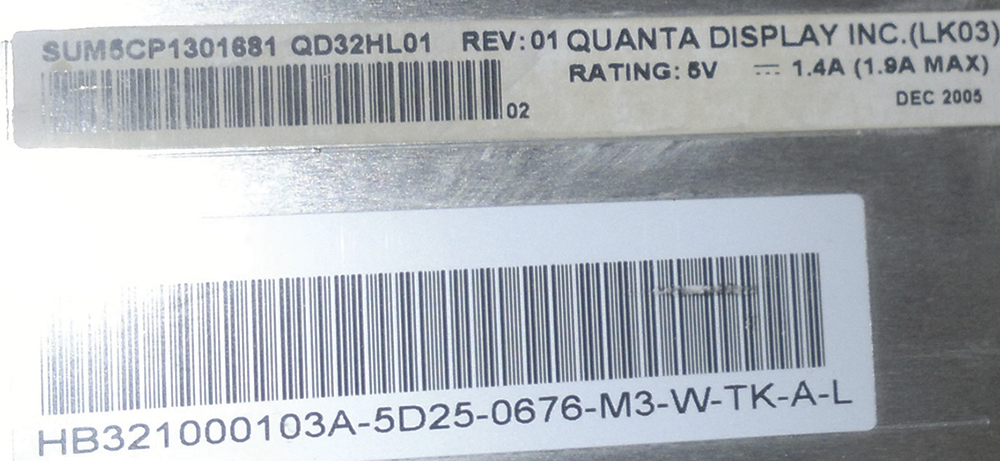 SUM5CP1301681 QD32HL01 REV:01 QUANTA DISPLAY INC.(LK03)
RATING: 5V ⎓ 1.4A (1.9A MAX)
02
DEC 2005
HB321000103A-5D25-0676-M3-W-TK-A-L